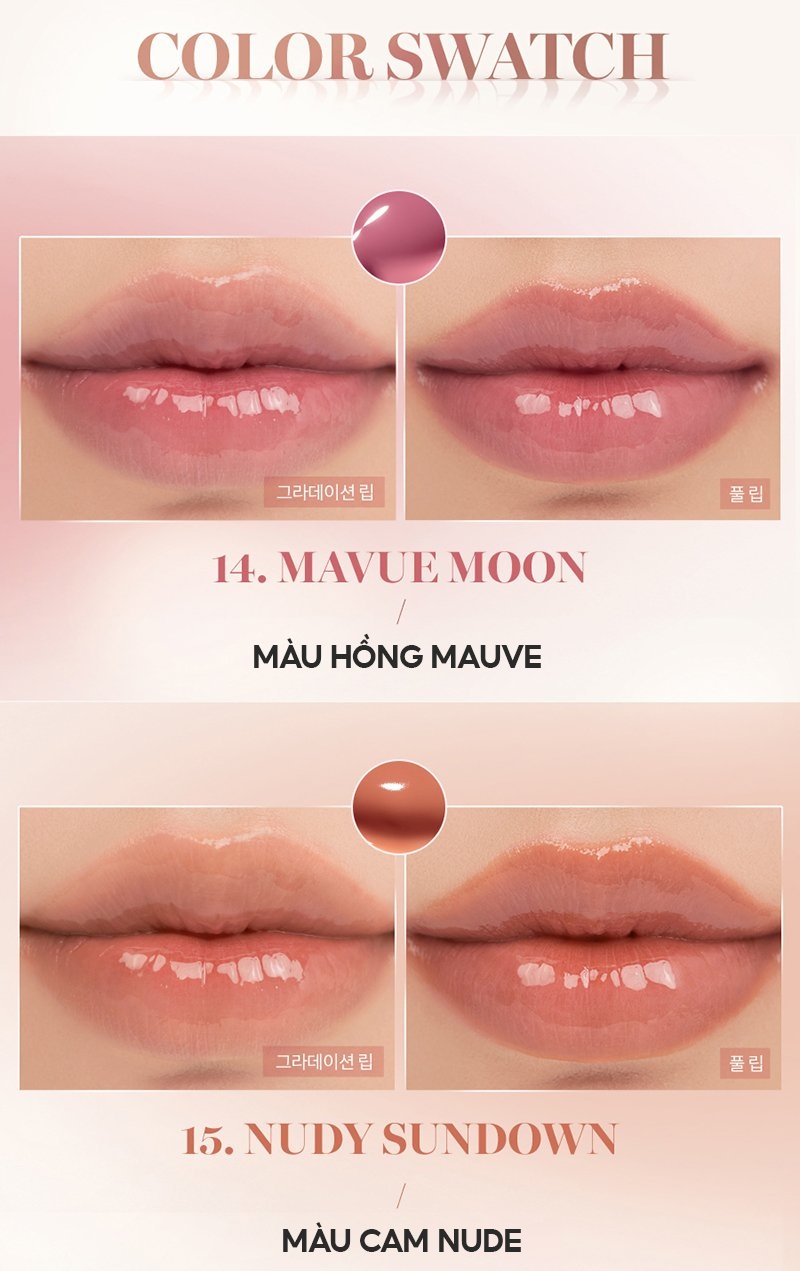 COLOR SWATCH
그라데이션 립
풀 립
14. MAVUE MOON
/
MÀU HỒNG MAUVE
그라데이션 립
풀 립
15. NUDY SUNDOWN
/
MÀU CAM NUDE